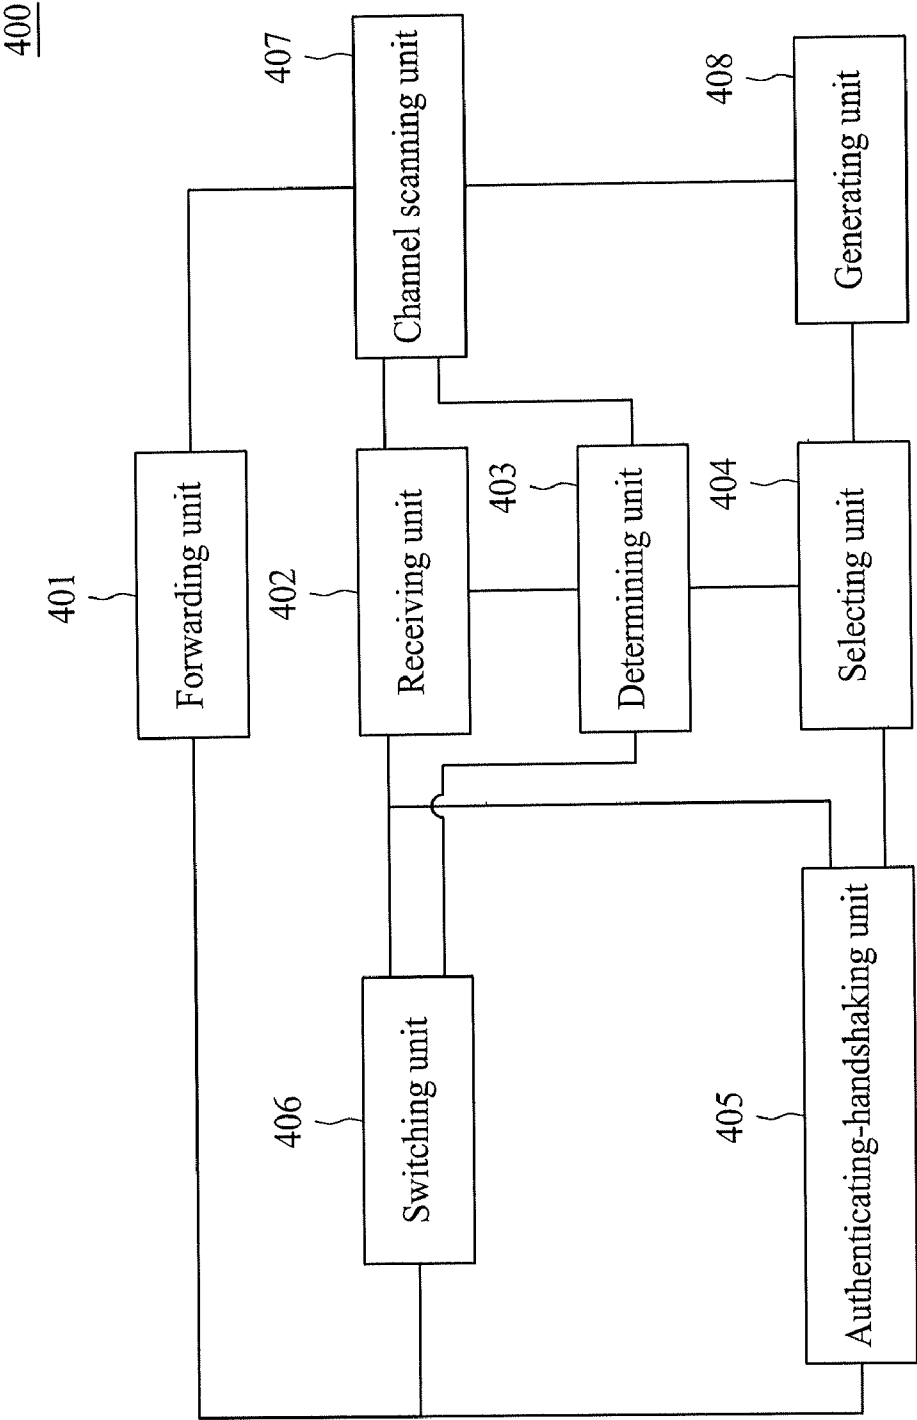 400
401
Forwarding unit
406
Switching unit
402
Receiving unit
407
Channel scanning unit
403
Determining unit
405
Authenticating-handshaking unit
404
Selecting unit
408
Generating unit